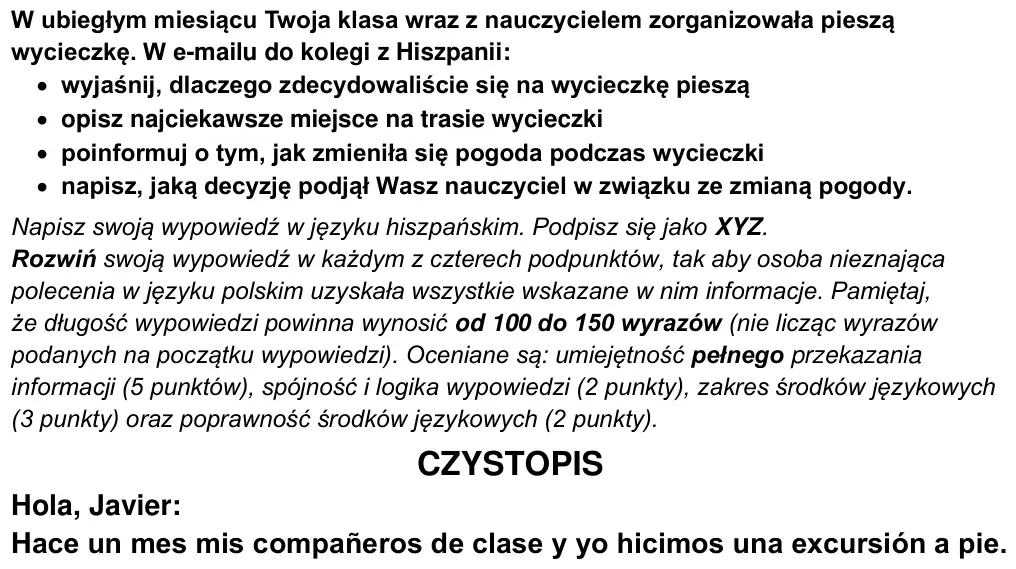 W ubiegłym miesiącu Twoja klasa wraz z nauczycielem zorganizowała pieszą
wycieczkę. W e-mailu do kolegi z Hiszpanii:
• wyjaśnij, dlaczego zdecydowaliście się na wycieczkę pieszą
• opisz najciekawsze miejsce na trasie wycieczki
• poinformuj o tym, jak zmieniła się pogoda podczas wycieczki
• napisz, jaką decyzję podjął Wasz nauczyciel w związku ze zmianą pogody.
Napisz swoją wypowiedź w języku hiszpańskim. Podpisz się jako XYZ.
Rozwiń swoją wypowiedź w każdym z czterech podpunktów, tak aby osoba nieznająca
polecenia w języku polskim uzyskała wszystkie wskazane w nim informacje. Pamiętaj,
że długość wypowiedzi powinna wynosić od 100 do 150 wyrazów (nie licząc wyrazów
podanych na początku wypowiedzi). Oceniane są: umiejętność pełnego przekazania
informacji (5 punktów), spójność i logika wypowiedzi (2 punkty), zakres środków językowych
(3 punkty) oraz poprawność środków językowych (2 punkty).
CZYSTOPIS
Hola, Javier:
Hace un mes mis compañeros de clase y yo hicimos una excursión a pie.